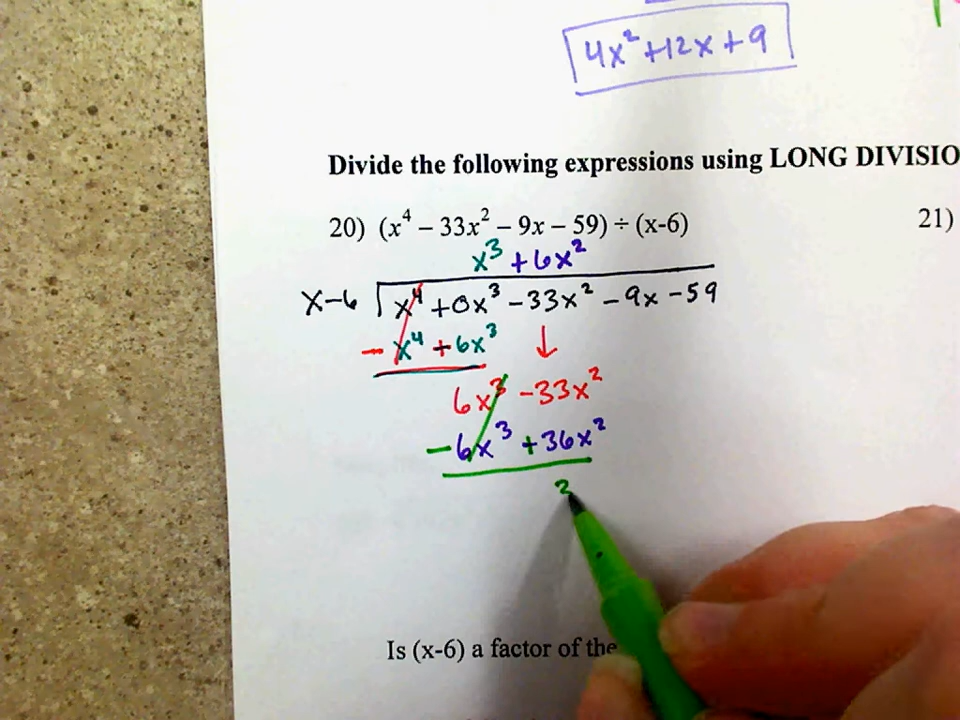 4x² +12x + 9
Divide the following expressions using LONG DIVISIO
20) (x⁴ – 33x² – 9x – 59) ÷ (x-6)
21)
x³ + 6x²
x-6 x⁴ +0x³ -33x² -9x -59
- x⁴ + 6x³ ↓
6x³ -33x²
- 6x³ + 36x²
3
Is (x-6) a factor of the